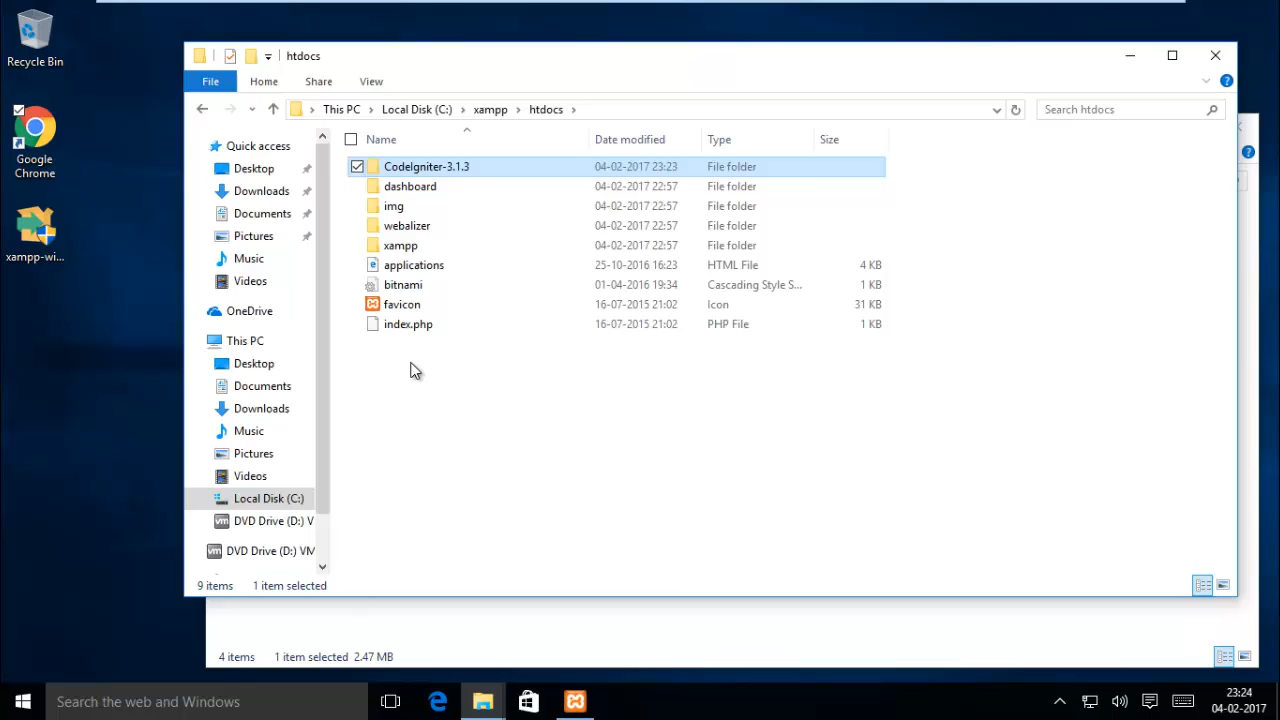 Recycle Bin
Google Chrome
xampp-wi...
htdocs
File Home Share View
This PC Local Disk (C:) xampp htdocs
Search htdocs
Name Date modified Type Size
CodeIgniter-3.1.3 04-02-2017 23:23 File folder
dashboard 04-02-2017 22:57 File folder
img 04-02-2017 22:57 File folder
webalizer 04-02-2017 22:57 File folder
xampp 04-02-2017 22:57 File folder
applications 25-10-2016 16:23 HTML File 4 KB
bitnami 01-04-2016 19:34 Cascading Style S... 1 KB
favicon 16-07-2015 21:02 Icon 31 KB
index.php 16-07-2015 21:02 PHP File 1 KB
Quick access
Desktop
Downloads
Documents
Pictures
Music
Videos
OneDrive
This PC
Desktop
Documents
Downloads
Music
Pictures
Videos
Local Disk (C:)
DVD Drive (D:) V
DVD Drive (D:) VM
9 items 1 item selected
4 items 1 item selected 2.47 MB
Search the web and Windows
23:24
04-02-2017